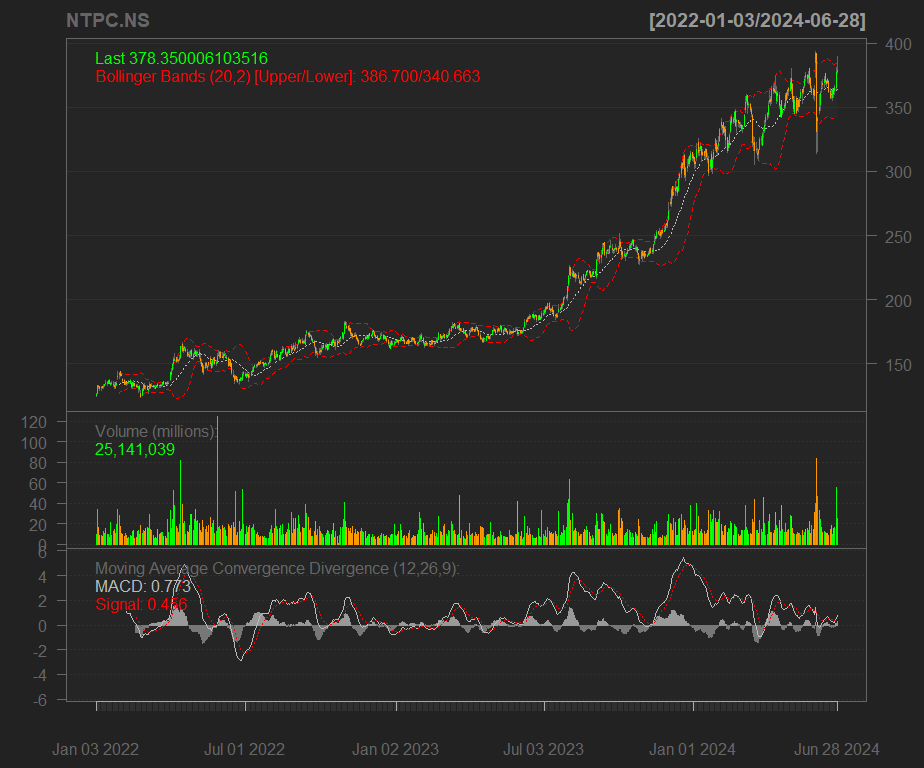 NTPC.NS [2022-01-03/2024-06-28]
Last 378.350006103516
Bollinger Bands (20,2) [Upper/Lower]: 386.700/340.663
400
350
300
250
200
150
Volume (millions):
25,141,039
120
100
80
60
40
20
0
Moving Average Convergence Divergence (12,26,9):
MACD: 0.773
Signal: 0.456
6
4
2
0
-2
-4
-6
Jan 03 2022 Jul 01 2022 Jan 02 2023 Jul 03 2023 Jan 01 2024 Jun 28 2024